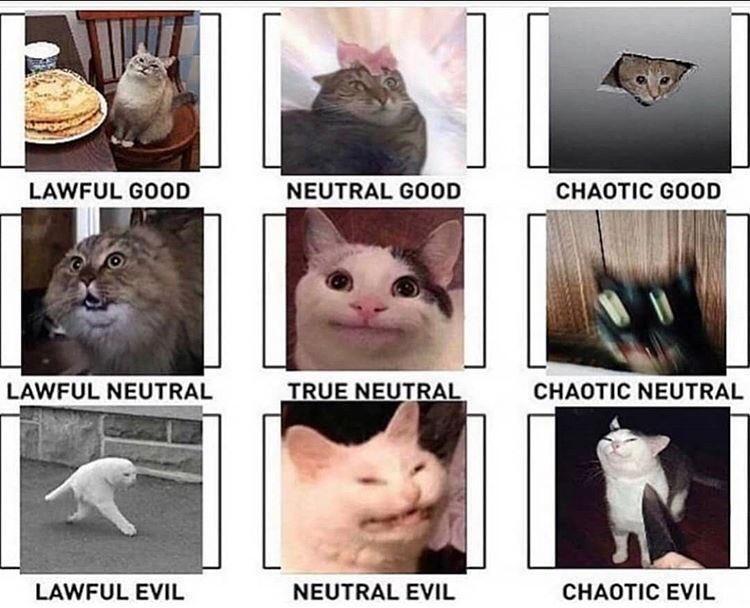 LAWFUL GOOD
NEUTRAL GOOD
CHAOTIC GOOD
LAWFUL NEUTRAL
TRUE NEUTRAL
CHAOTIC NEUTRAL
LAWFUL EVIL
NEUTRAL EVIL
CHAOTIC EVIL